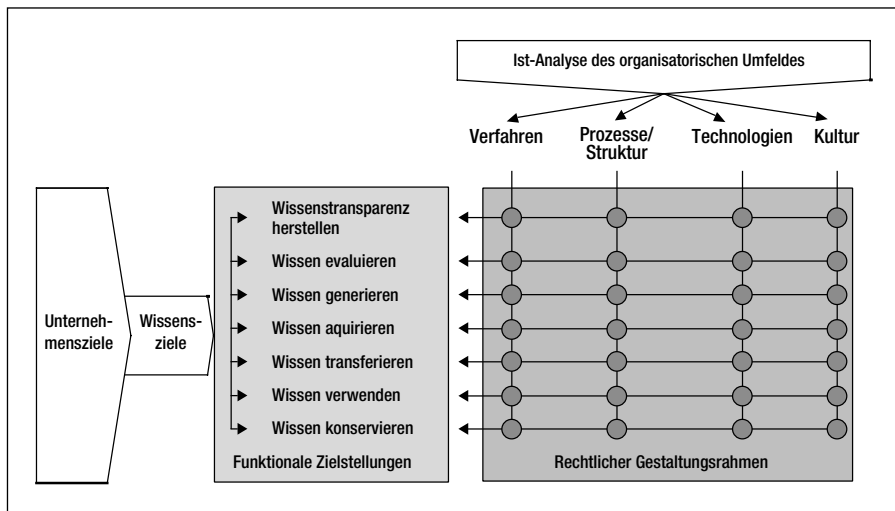 Ist-Analyse des organisatorischen Umfeldes
Verfahren
Prozesse/
Struktur
Technologien
Kultur
Unterneh-
mensziele
Wissens-
ziele
Wissenstransparenz
herstellen
Wissen evaluieren
Wissen generieren
Wissen aquirieren
Wissen transferieren
Wissen verwenden
Wissen konservieren
Funktionale Zielstellungen
Rechtlicher Gestaltungsrahmen